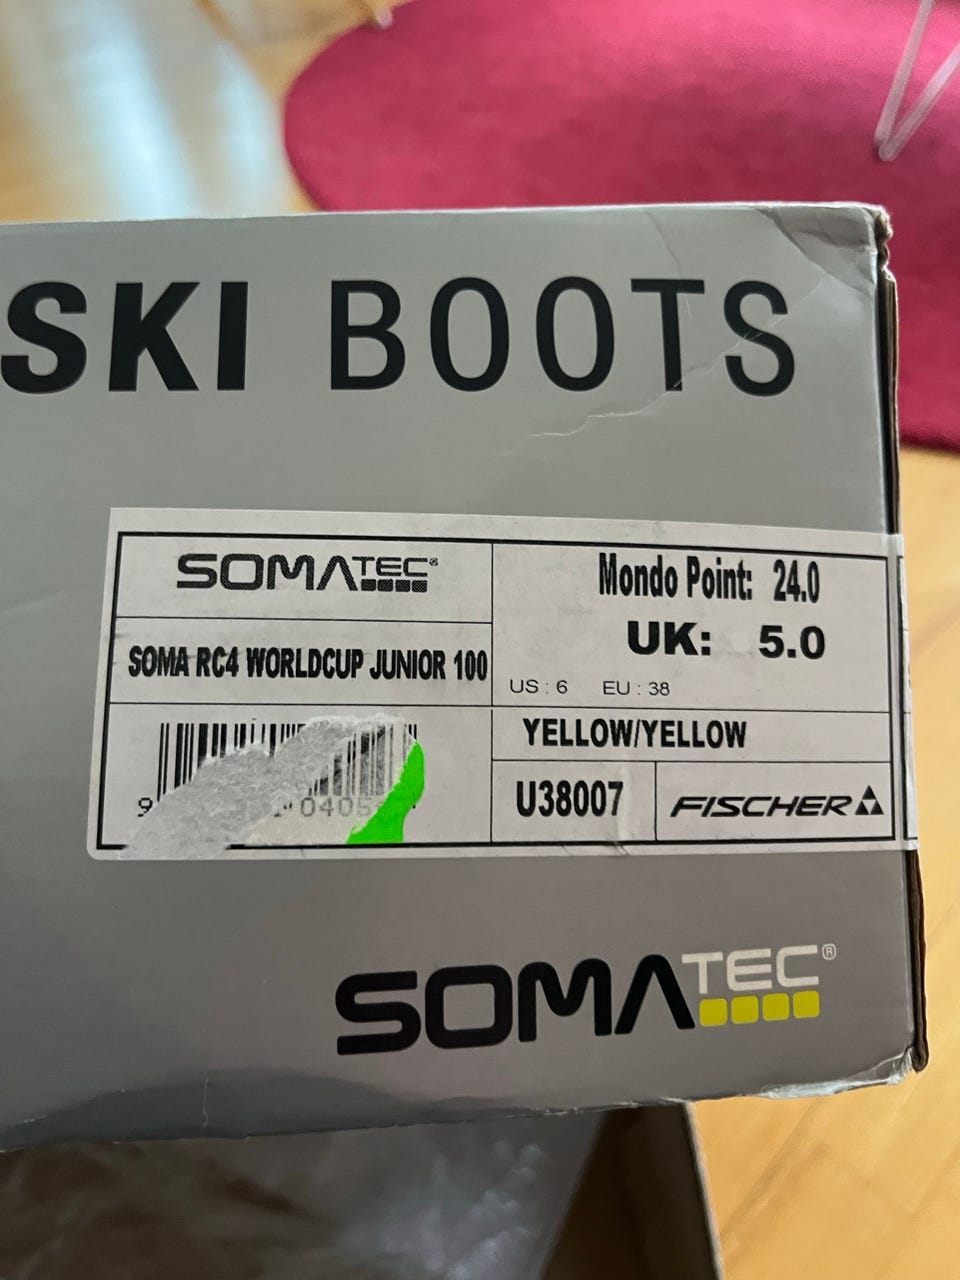 SKI BOOTS
SOMATEC®
SOMA RC4 WORLDCUP JUNIOR 100
Mondo Point: 24.0
UK: 5.0
US : 6 EU : 38
YELLOW/YELLOW
U38007
FISCHER
SOMATEC®